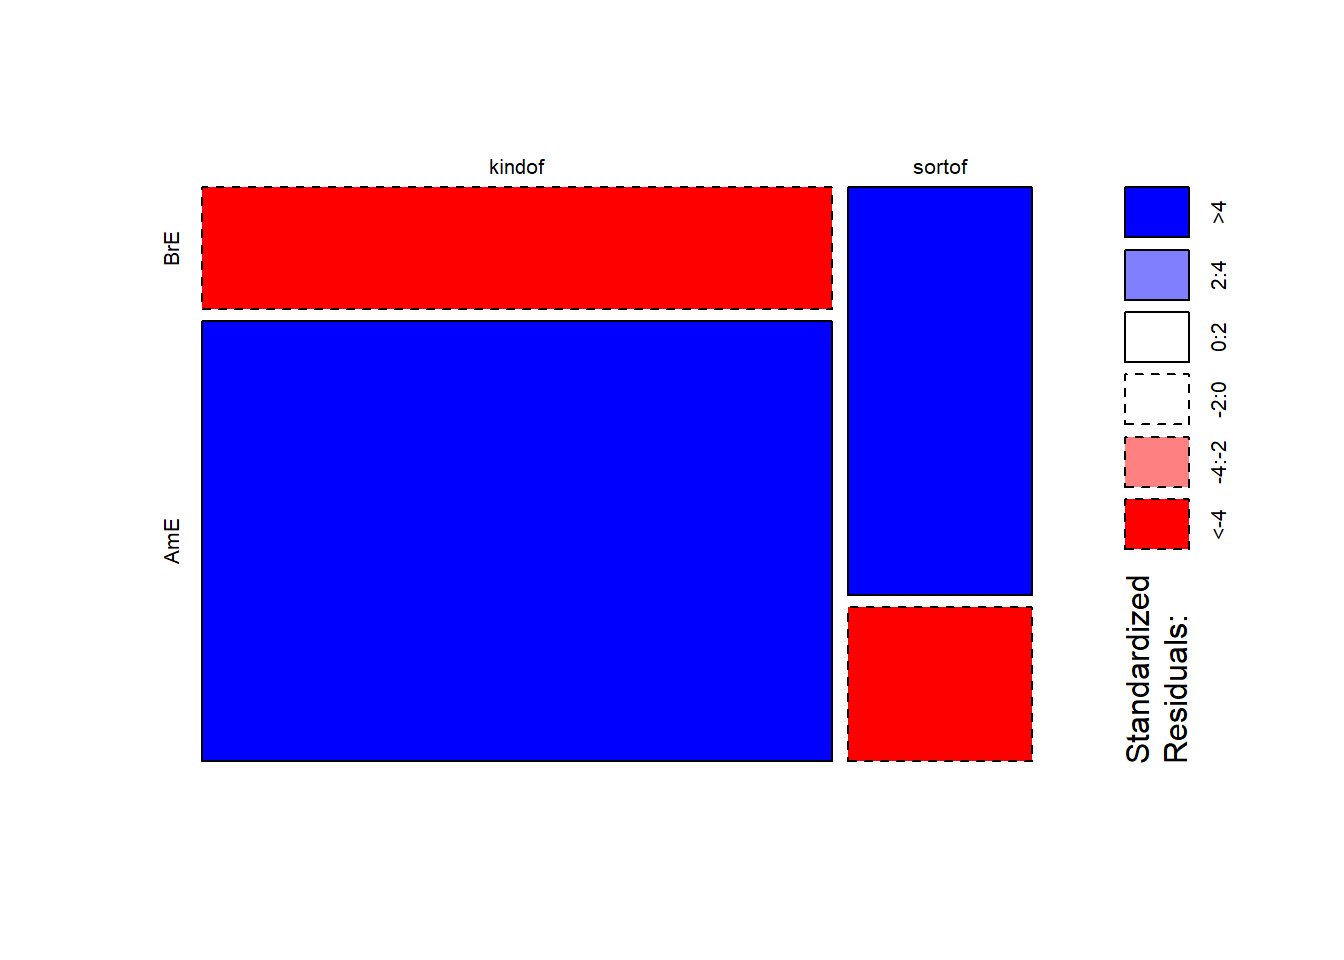 kindof
sortof
BrE
AmE
>4
2:4
0:2
-2:0
-4:-2
<-4
Standardized
Residuals: